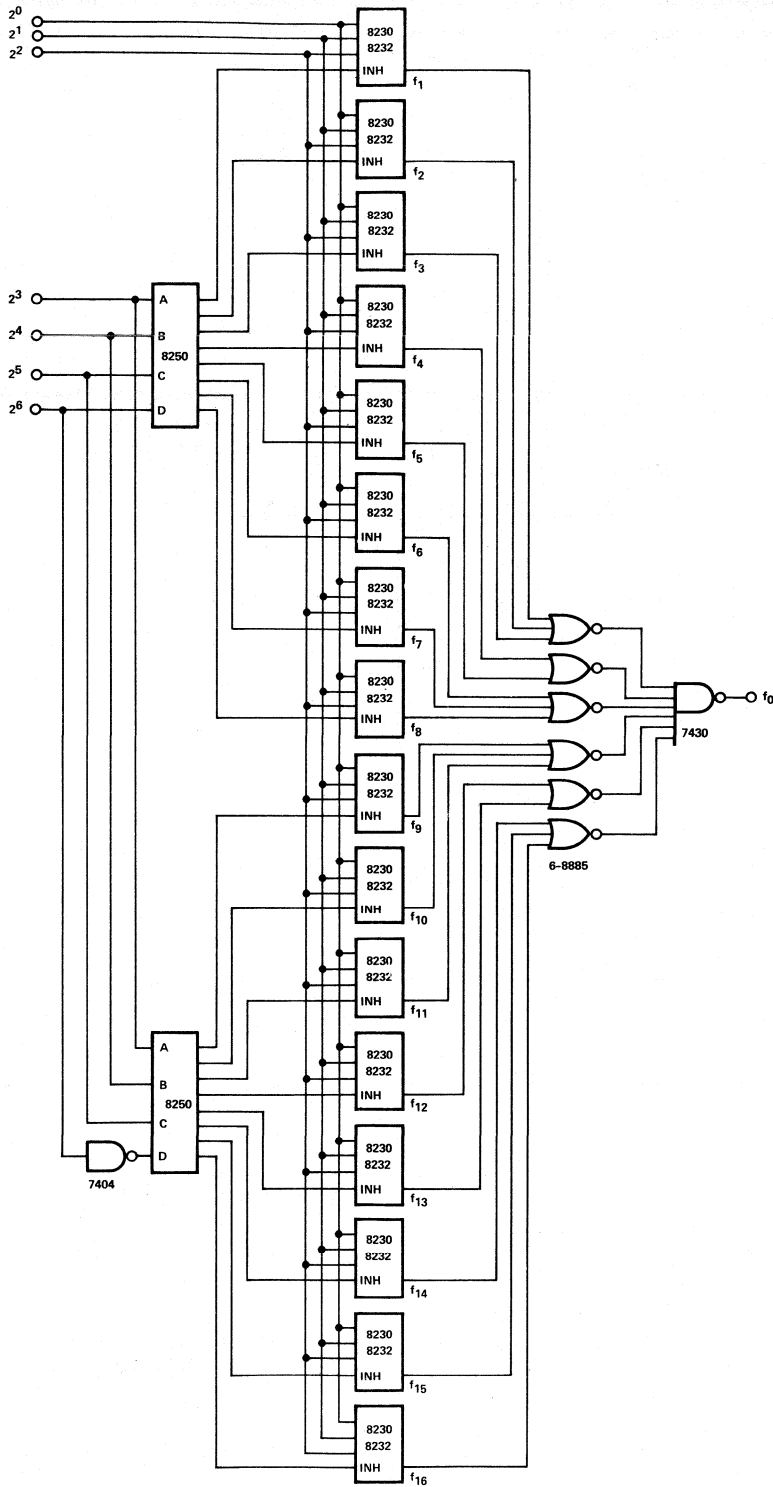 2⁰
2¹
2²
8230
8232
INH
f₁
8230
8232
INH
f₂
8230
8232
INH
f₃
2³
2⁴
2⁵
2⁶
A
B
8250
C
D
8230
8232
INH
f₄
8230
8232
INH
f₅
8230
8232
INH
f₆
8230
8232
INH
f₇
8230
8232
INH
f₈
f₀
7430
8230
8232
INH
f₉
6-8885
8230
8232
INH
f₁₀
8230
8232
INH
f₁₁
A
B
8250
C
D
7404
8230
8232
INH
f₁₂
8230
8232
INH
f₁₃
8230
8232
INH
f₁₄
8230
8232
INH
f₁₅
8230
8232
INH
f₁₆